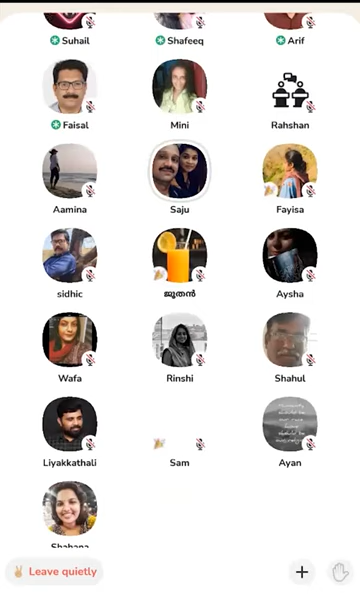 Suhail Shafeeq Arif
Faisal Mini Rahshan
Aamina Saju Fayisa
sidhic ജൂതൻ Aysha
Wafa Rinshi Shahul
Liyakkathali Sam Ayan
Shabana
Leave quietly